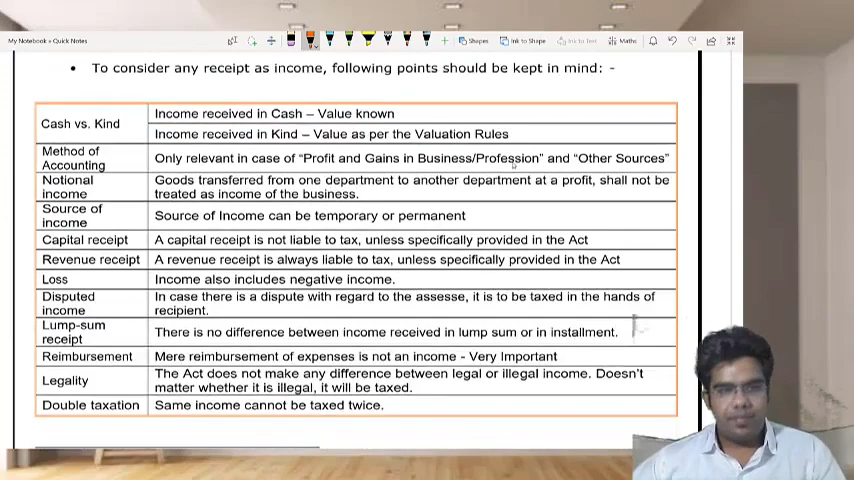 My Notebook » Quick Notes
Shapes
Ink to Shape
Ink to Text
Maths
• To consider any receipt as income, following points should be kept in mind: -
Cash vs. Kind
Income received in Cash – Value known
Income received in Kind – Value as per the Valuation Rules
Method of
Accounting
Only relevant in case of “Profit and Gains in Business/Profession” and “Other Sources”
Notional
income
Goods transferred from one department to another department at a profit, shall not be
treated as income of the business.
Source of
income
Source of Income can be temporary or permanent
Capital receipt
A capital receipt is not liable to tax, unless specifically provided in the Act
Revenue receipt
A revenue receipt is always liable to tax, unless specifically provided in the Act
Loss
Income also includes negative income.
Disputed
income
In case there is a dispute with regard to the assesse, it is to be taxed in the hands of
recipient.
Lump-sum
receipt
There is no difference between income received in lump sum or in installment.
Reimbursement
Mere reimbursement of expenses is not an income - Very Important
Legality
The Act does not make any difference between legal or illegal income. Doesn’t
matter whether it is illegal, it will be taxed.
Double taxation
Same income cannot be taxed twice.